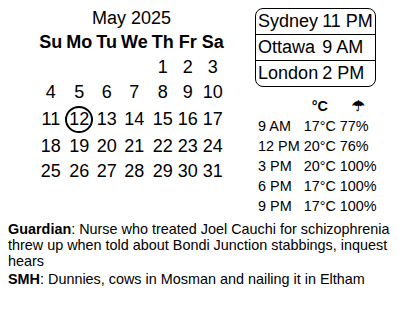 May 2025
Su Mo Tu We Th Fr Sa
1 2 3
4 5 6 7 8 9 10
11 12 13 14 15 16 17
18 19 20 21 22 23 24
25 26 27 28 29 30 31
Sydney 11 PM
Ottawa 9 AM
London 2 PM
°C ☂
9 AM 17°C 77%
12 PM 20°C 76%
3 PM 20°C 100%
6 PM 17°C 100%
9 PM 17°C 100%
Guardian: Nurse who treated Joel Cauchi for schizophrenia
threw up when told about Bondi Junction stabbings, inquest
hears
SMH: Dunnies, cows in Mosman and nailing it in Eltham